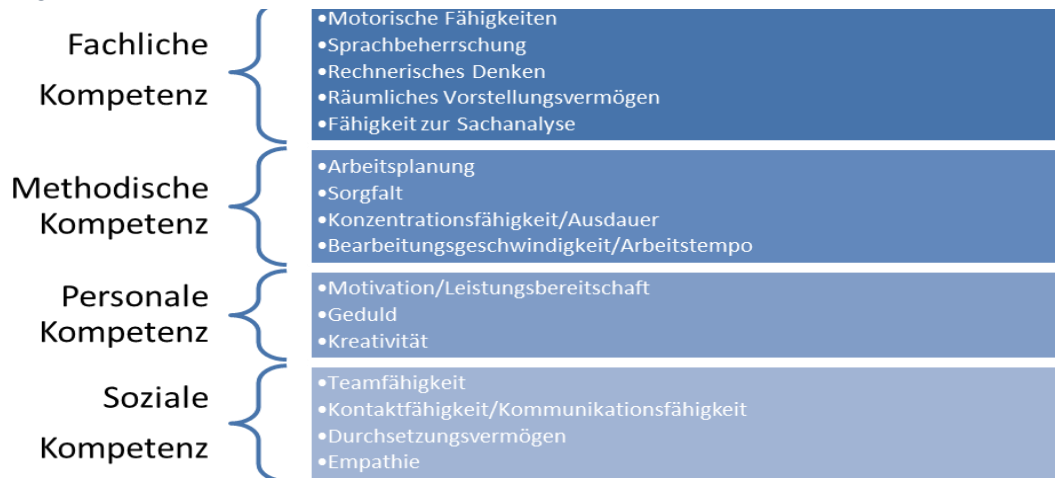 Fachliche
Kompetenz
•Motorische Fähigkeiten
•Sprachbeherrschung
•Rechnerisches Denken
•Räumliches Vorstellungsvermögen
•Fähigkeit zur Sachanalyse
Methodische
Kompetenz
•Arbeitsplanung
•Sorgfalt
•Konzentrationsfähigkeit/Ausdauer
•Bearbeitungsgeschwindigkeit/Arbeitstempo
Personale
Kompetenz
•Motivation/Leistungsbereitschaft
•Geduld
•Kreativität
Soziale
Kompetenz
•Teamfähigkeit
•Kontaktfähigkeit/Kommunikationsfähigkeit
•Durchsetzungsvermögen
•Empathie